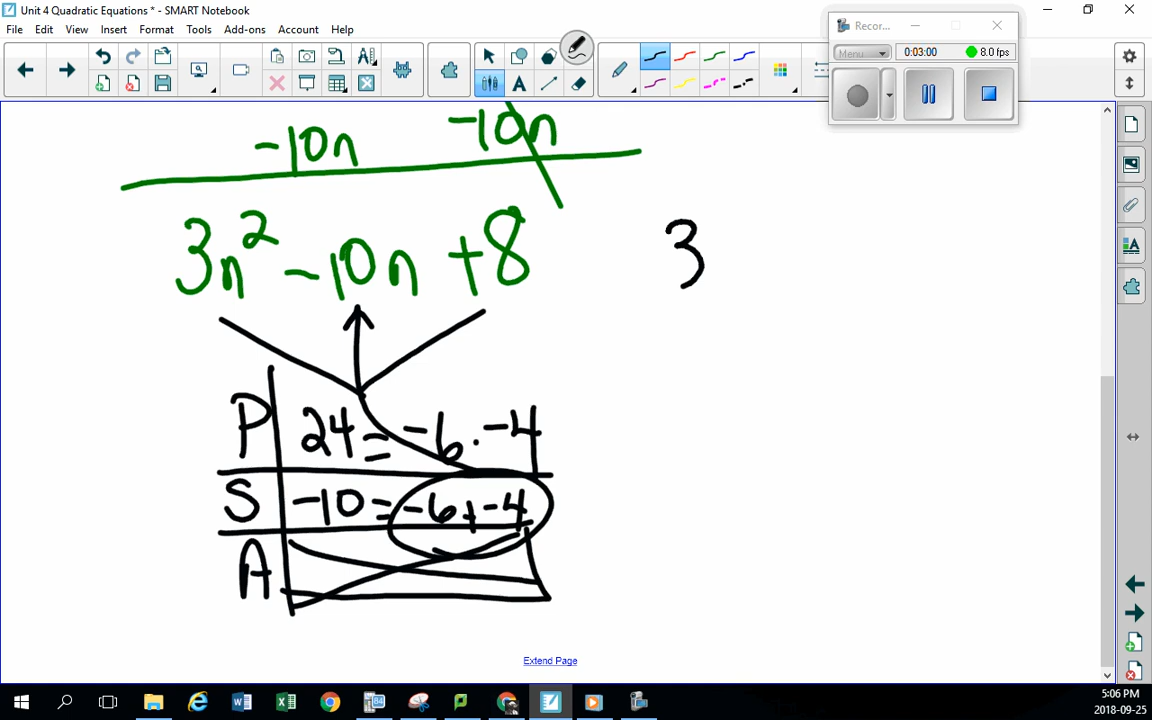 Unit 4 Quadratic Equations * - SMART Notebook
File Edit View Insert Format Tools Add-ons Account Help
Recor...
Menu 0:03:00 8.0 fps
-10n -10n
3n² -10n +8 3
P 24 = -6 . -4
S -10 = -6 + -4
A
Extend Page
5:06 PM
2018-09-25